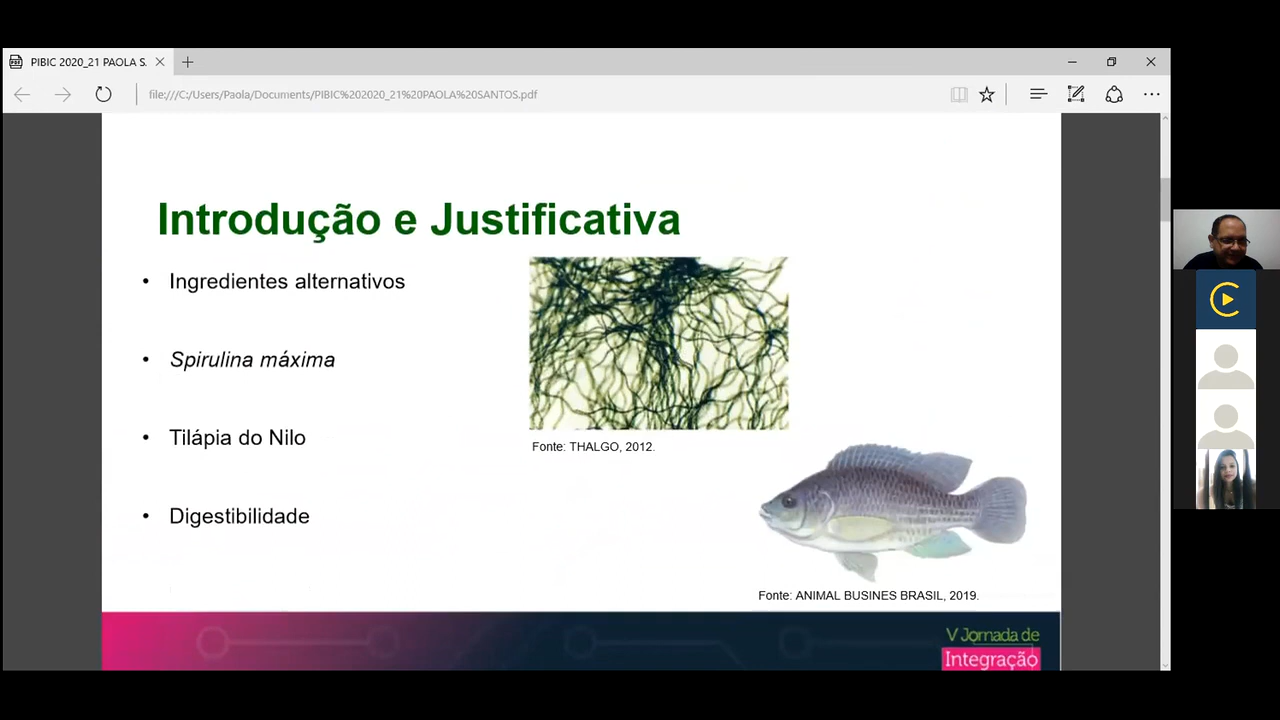 PIBIC 2020_21 PAOLA S.
file:///C:/Users/Paola/Documents/PIBIC%202020_21%20PAOLA%20SANTOS.pdf
Introdução e Justificativa
• Ingredientes alternativos
• Spirulina máxima
• Tilápia do Nilo
• Digestibilidade
Fonte: THALGO, 2012.
Fonte: ANIMAL BUSINES BRASIL, 2019.
V Jornada de
Integração